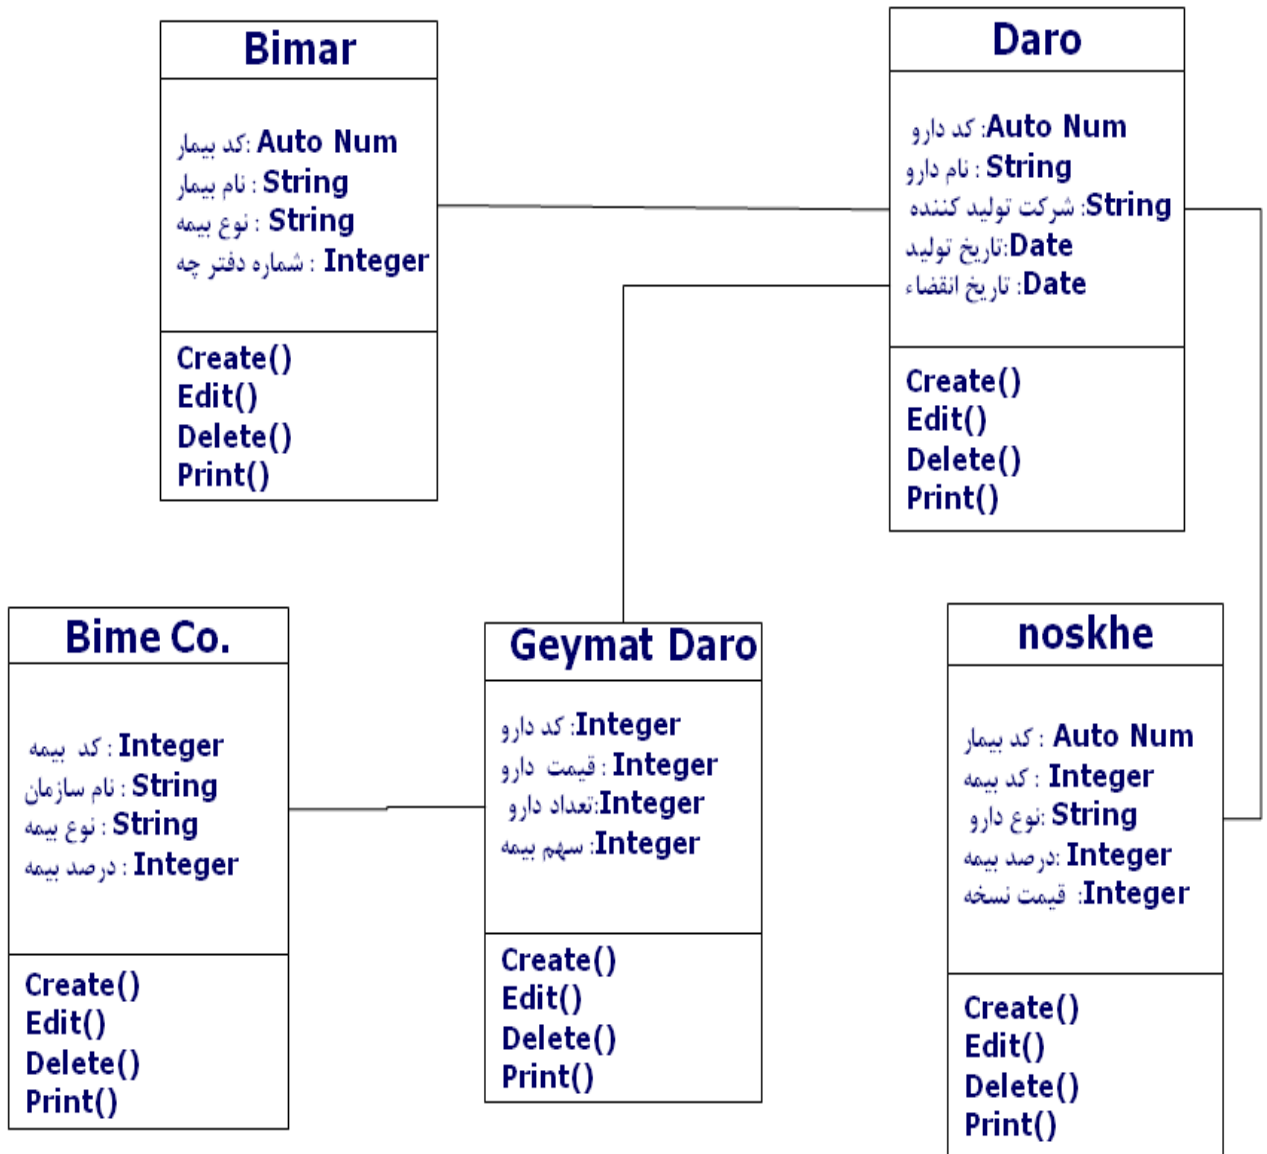 Bimar
کد بیمار: Auto Num
نام بیمار : String
نوع بیمه : String
شماره دفتر چه : Integer
Create()
Edit()
Delete()
Print()
Daro
کد دارو :Auto Num
نام دارو : String
شرکت تولید کننده :String
تاریخ تولید:Date
تاریخ انقضاء :Date
Create()
Edit()
Delete()
Print()
Bime Co.
کد بیمه : Integer
نام سازمان : String
نوع بیمه : String
درصد بیمه : Integer
Create()
Edit()
Delete()
Print()
Geymat Daro
کد دارو :Integer
قیمت دارو : Integer
تعداد دارو:Integer
سهم بیمه :Integer
Create()
Edit()
Delete()
Print()
noskhe
کد بیمار : Auto Num
کد بیمه : Integer
نوع دارو: String
درصد بیمه: Integer
قیمت نسخه :Integer
Create()
Edit()
Delete()
Print()